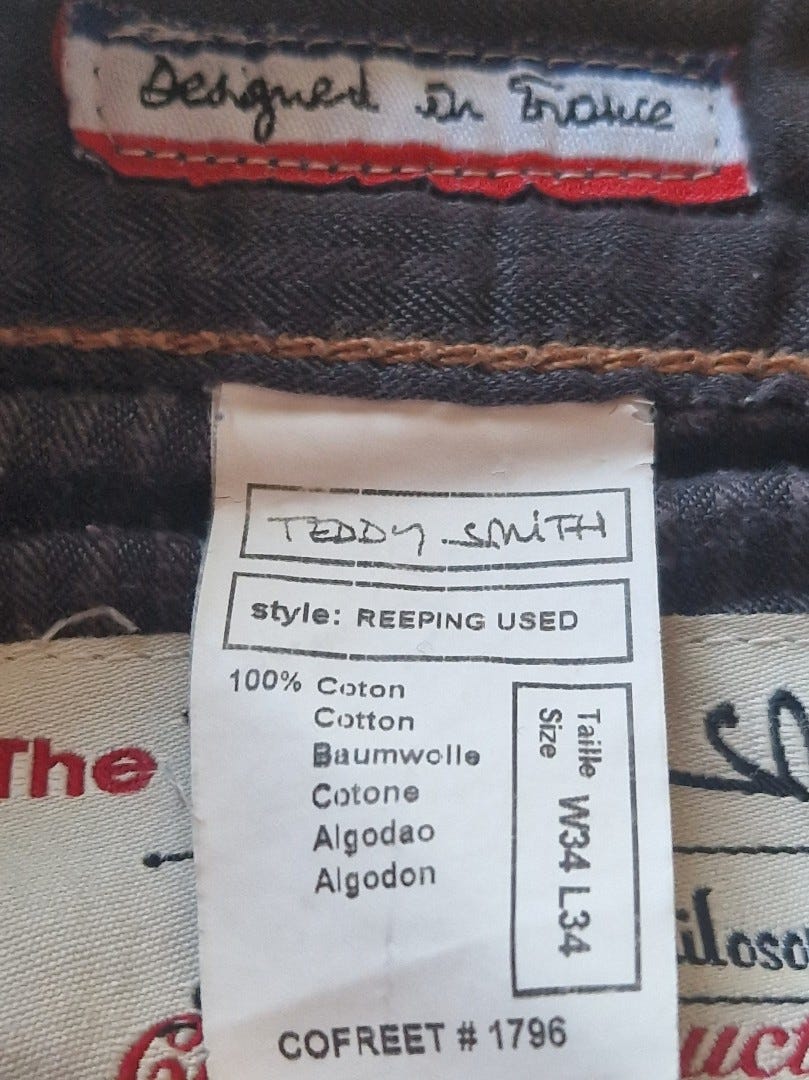 Designed in France
TEDDY SMITH
style: REEPING USED
100% Coton
Cotton
Baumwolle
Cotone
Algodao
Algodon
Taille W34 L34
Size
The
COFREET # 1796